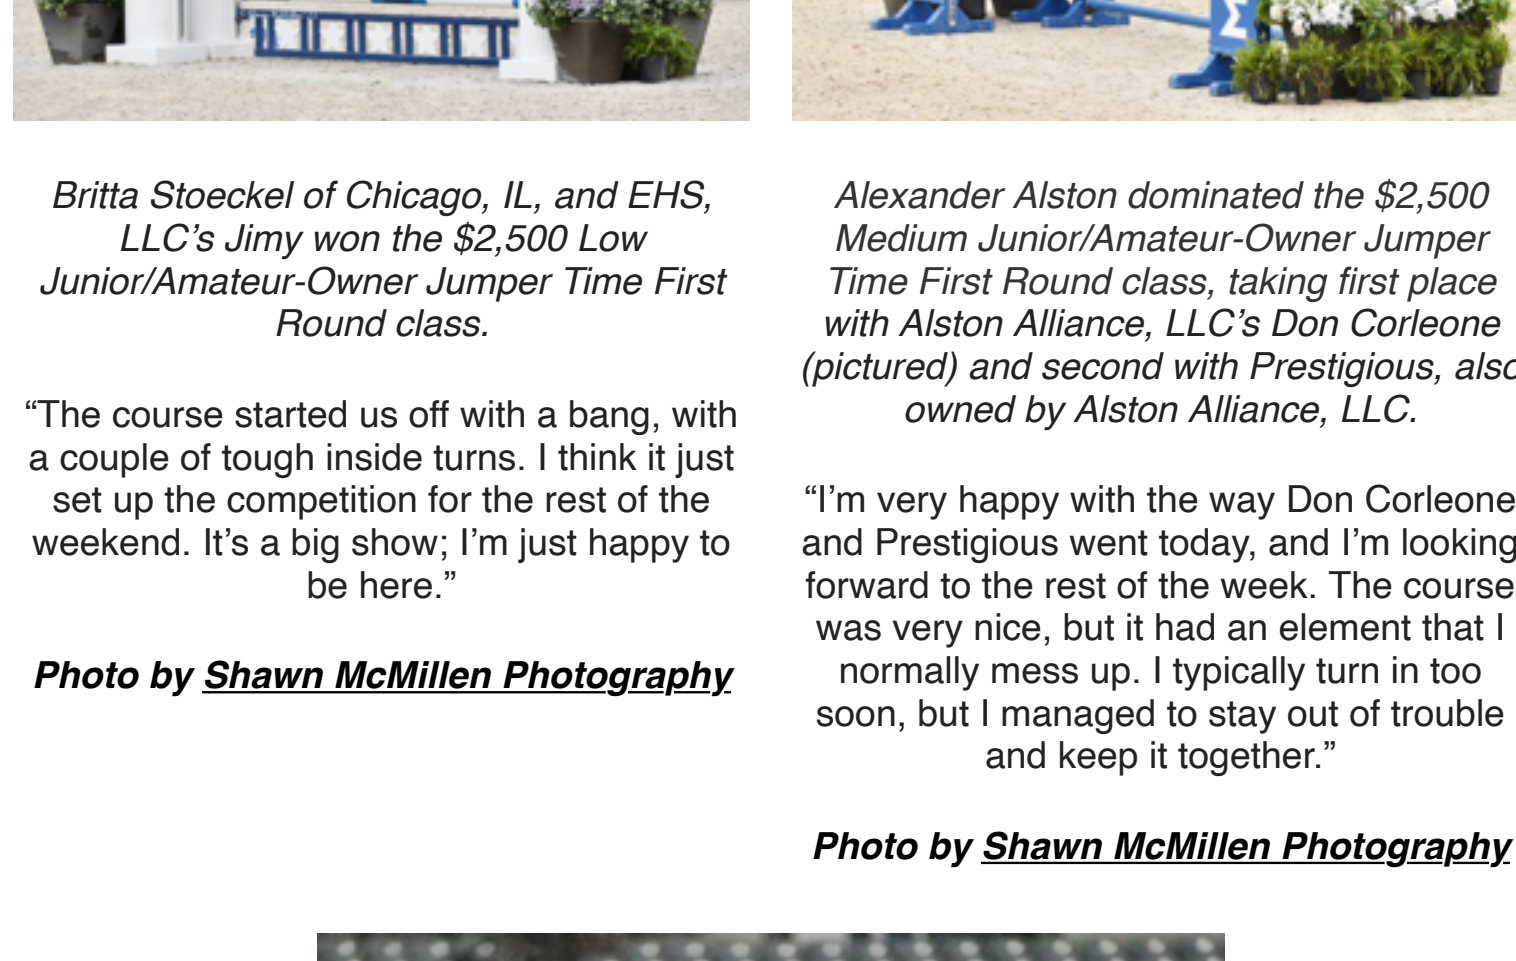 M
Britta Stoeckel of Chicago, IL, and EHS,
LLC’s Jimy won the $2,500 Low
Junior/Amateur-Owner Jumper Time First
Round class.
“The course started us off with a bang, with
a couple of tough inside turns. I think it just
set up the competition for the rest of the
weekend. It’s a big show; I’m just happy to
be here.”
Photo by Shawn McMillen Photography
Alexander Alston dominated the $2,500
Medium Junior/Amateur-Owner Jumper
Time First Round class, taking first place
with Alston Alliance, LLC’s Don Corleone
(pictured) and second with Prestigious, also
owned by Alston Alliance, LLC.
“I’m very happy with the way Don Corleone
and Prestigious went today, and I’m looking
forward to the rest of the week. The course
was very nice, but it had an element that I
normally mess up. I typically turn in too
soon, but I managed to stay out of trouble
and keep it together.”
Photo by Shawn McMillen Photography